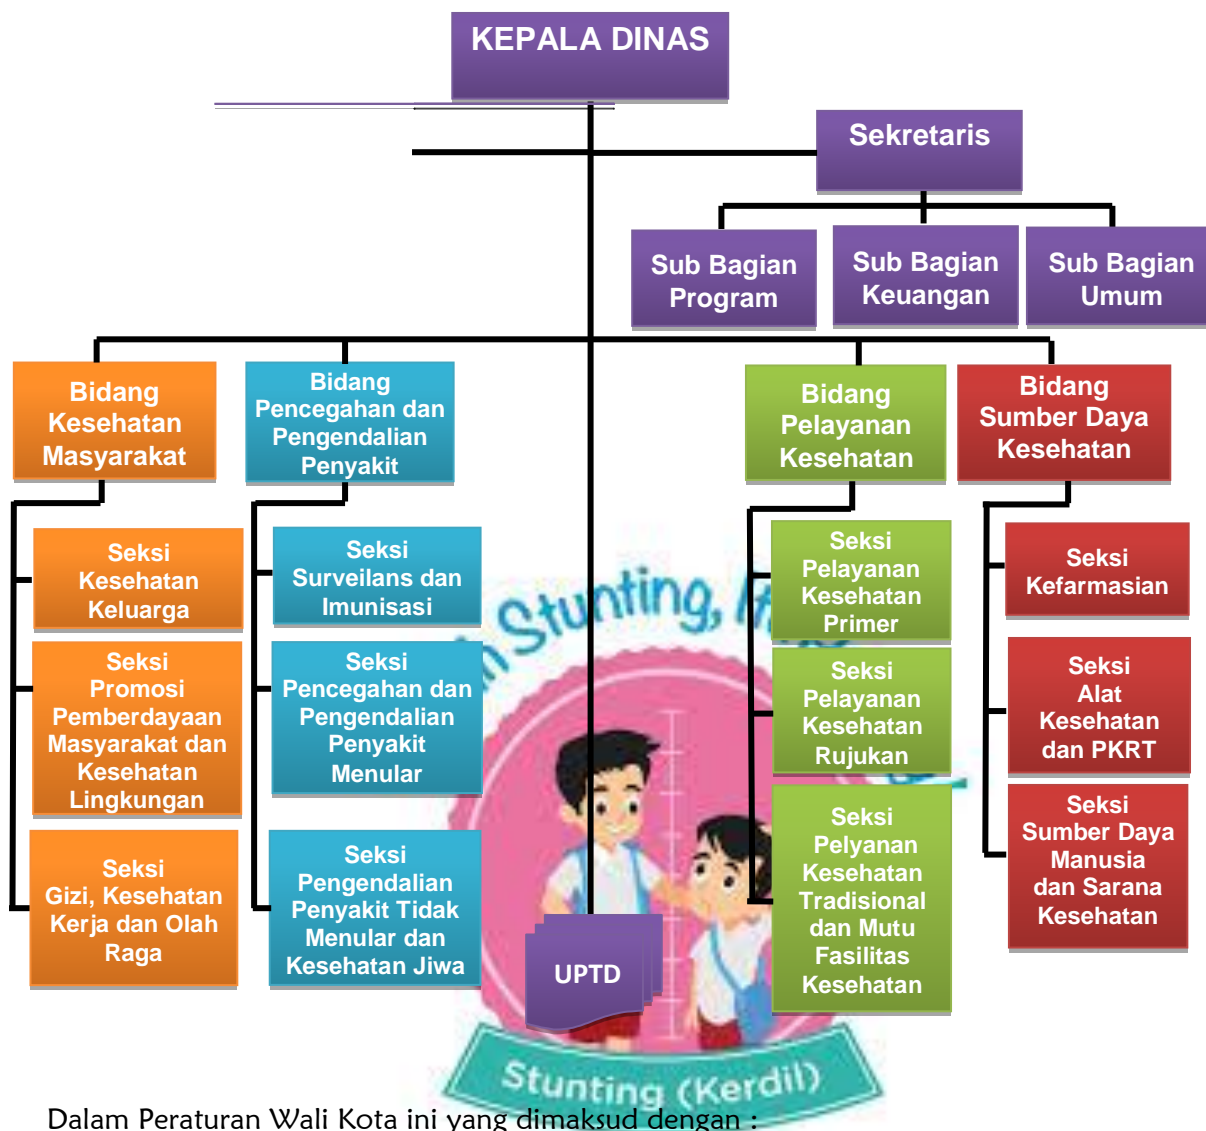 KEPALA DINAS
Sekretaris
Sub Bagian
Program
Sub Bagian
Keuangan
Sub Bagian
Umum
Bidang
Kesehatan
Masyarakat
Bidang
Pencegahan dan
Pengendalian
Penyakit
Bidang
Pelayanan
Kesehatan
Bidang
Sumber Daya
Kesehatan
Seksi
Kesehatan
Keluarga
Seksi
Promosi
Pemberdayaan
Masyarakat dan
Kesehatan
Lingkungan
Seksi
Gizi, Kesehatan
Kerja dan Olah
Raga
Seksi
Surveilans dan
Imunisasi
Seksi
Pencegahan dan
Pengendalian
Penyakit
Menular
Seksi
Pengendalian
Penyakit Tidak
Menular dan
Kesehatan Jiwa
Seksi
Pelayanan
Kesehatan
Primer
Seksi
Pelayanan
Kesehatan
Rujukan
Seksi
Pelyanan
Kesehatan
Tradisional
dan Mutu
Fasilitas
Kesehatan
Seksi
Kefarmasian
Seksi
Alat
Kesehatan
dan PKRT
Seksi
Sumber Daya
Manusia
dan Sarana
Kesehatan
UPTD
Stunting,
Stunting (Kerdil)
Dalam Peraturan Wali Kota ini yang dimaksud dengan :